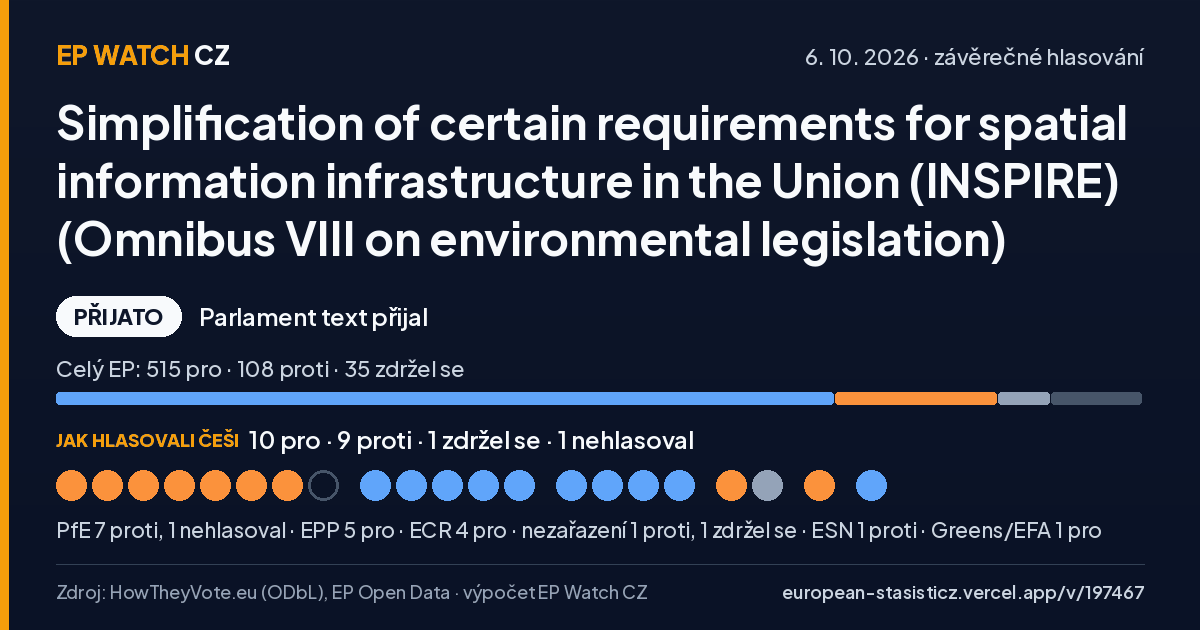 EP WATCH CZ
6. 10. 2026 · závěrečné hlasování
Simplification of certain requirements for spatial
information infrastructure in the Union (INSPIRE)
(Omnibus VIII on environmental legislation)
PŘIJATO Parlament text přijal
Celý EP: 515 pro · 108 proti · 35 zdržel se
JAK HLASOVALI ČEŠI 10 pro · 9 proti · 1 zdržel se · 1 nehlasoval
PfE 7 proti, 1 nehlasoval · EPP 5 pro · ECR 4 pro · nezařazení 1 proti, 1 zdržel se · ESN 1 proti · Greens/EFA 1 pro
Zdroj: HowTheyVote.eu (ODbL), EP Open Data · výpočet EP Watch CZ
european-stasisticz.vercel.app/v/197467